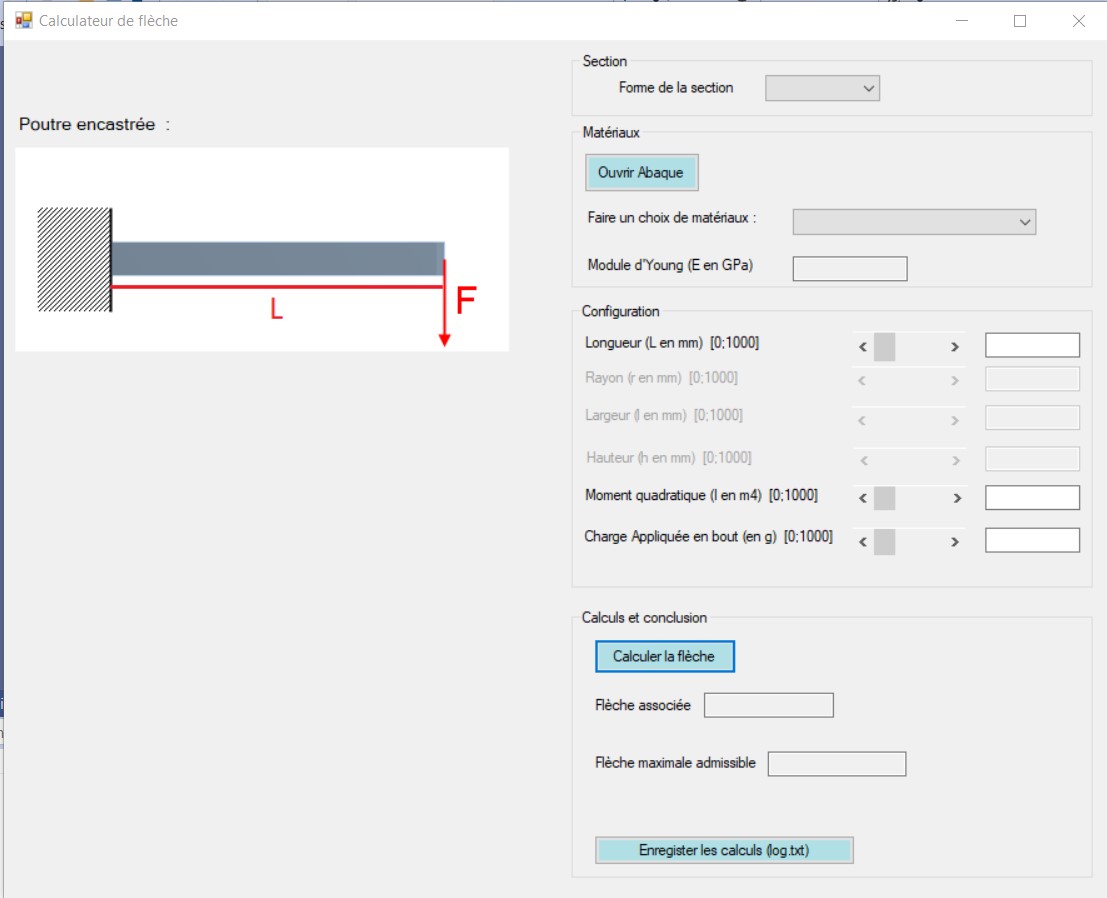 Calculateur de flèche
Poutre encastrée :
L
F
Section
Forme de la section
Matériaux
Ouvrir Abaque
Faire un choix de matériaux :
Module d'Young (E en GPa)
Configuration
Longueur (L en mm) [0;1000]
Rayon (r en mm) [0;1000]
Largeur (l en mm) [0;1000]
Hauteur (h en mm) [0;1000]
Moment quadratique (I en m4) [0;1000]
Charge Appliquée en bout (en g) [0;1000]
Calculs et conclusion
Calculer la flèche
Flèche associée
Flèche maximale admissible
Enregister les calculs (log.txt)